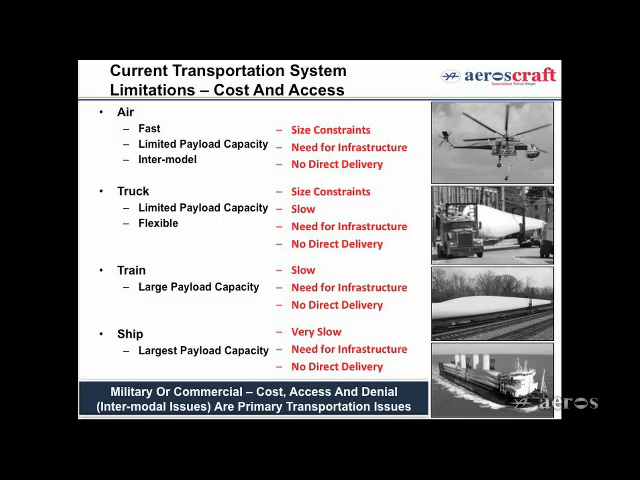 Current Transportation System
Limitations – Cost And Access
aeroscraft
• Air
– Fast
– Limited Payload Capacity
– Inter-model
– Size Constraints
– Need for Infrastructure
– No Direct Delivery
• Truck
– Limited Payload Capacity
– Flexible
– Size Constraints
– Slow
– Need for Infrastructure
– No Direct Delivery
• Train
– Large Payload Capacity
– Slow
– Need for Infrastructure
– No Direct Delivery
• Ship
– Largest Payload Capacity
– Very Slow
– Need for Infrastructure
– No Direct Delivery
Military Or Commercial – Cost, Access And Denial
(Inter-modal Issues) Are Primary Transportation Issues
aeros